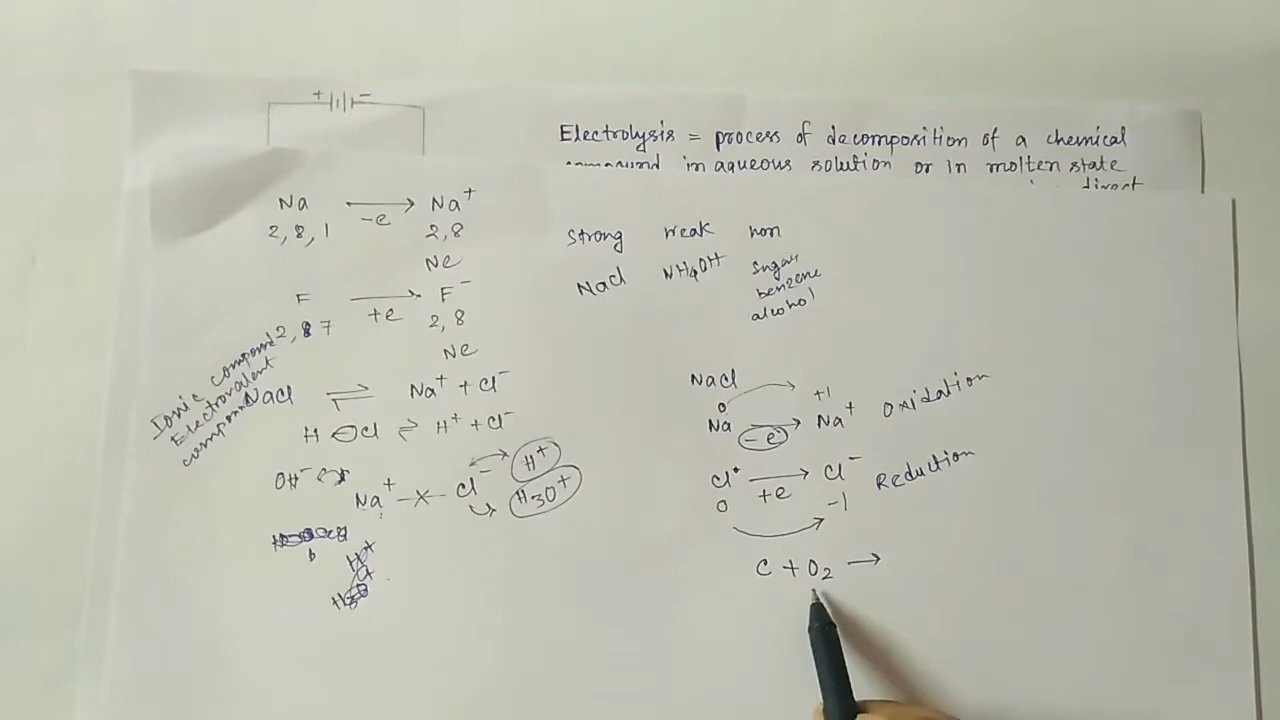 + -
Electrolysis = process of decomposition of a chemical
compound in aqueous solution or in molten state
direct
Na ⟶ Na⁺
-e
2, 8, 1 2, 8
Ne
F ⟶ F⁻
+e
2, 7 2, 8
Ne
Ionic compound
Electrovalent
compound
NaCl ⇌ Na⁺ + Cl⁻
H Cl ⇌ H⁺ + Cl⁻
OH⁻
Na⁺ -x- Cl⁻
H⁺
H3O⁺
Strong weak non
NaCl NH4OH Sugar
benzene
alcohol
NaCl
0 +1
Na ⟶ Na⁺ Oxidation
-e
Cl ⟶ Cl⁻ Reduction
+e
0 -1
C + O2 ⟶